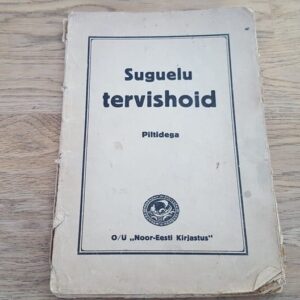 Suguelu
tervishoid
Piltidega
O/Ü „Noor-Eesti Kirjastus"